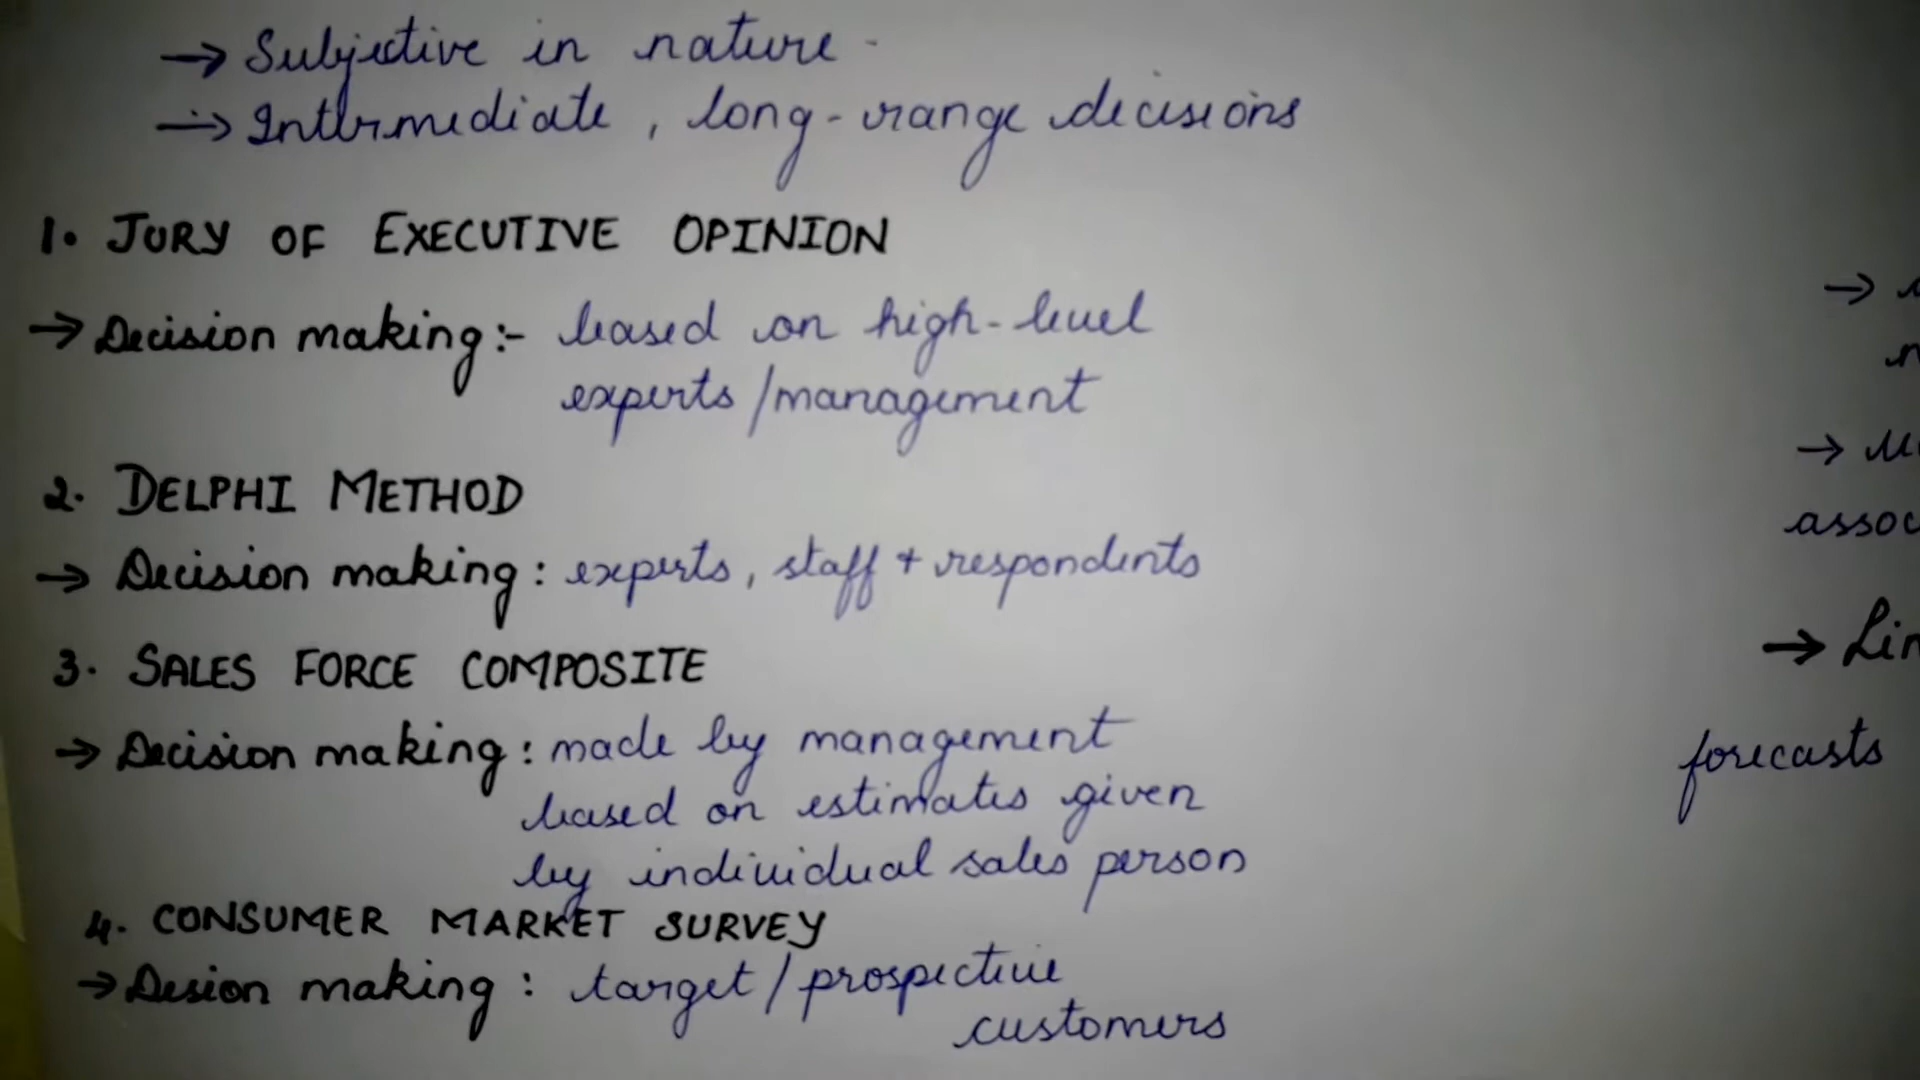 → Subjective in nature -
→ Intermediate, long-range decisions
1. JURY OF EXECUTIVE OPINION
→ Decision making:- based on high-level
experts/management
2. DELPHI METHOD
→ Decision making: experts, staff + respondents
3. SALES FORCE COMPOSITE
→ Decision making: made by management
based on estimates given
by individual sales person
4. CONSUMER MARKET SURVEY
→ Desion making: target/prospective
customers
→
→
assoc
→ Lin
forecasts